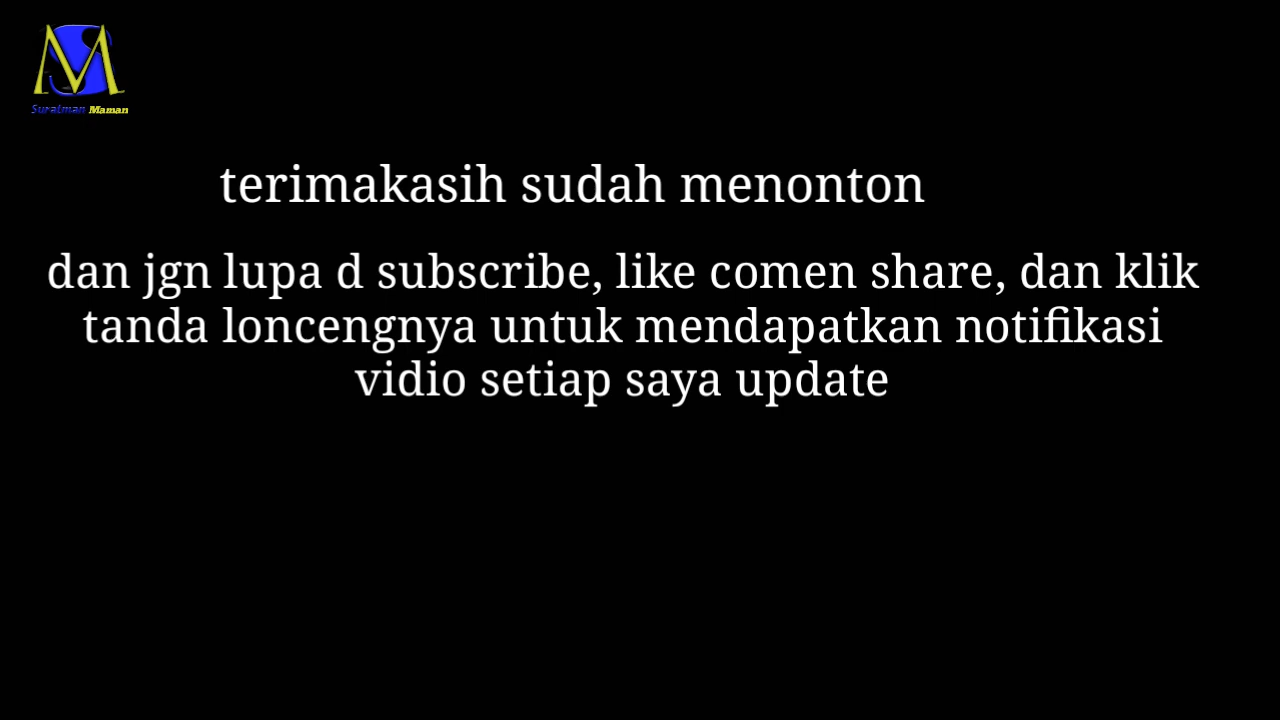 Suratman Maman
terimakasih sudah menonton
dan jgn lupa d subscribe, like comen share, dan klik
tanda loncengnya untuk mendapatkan notifikasi
vidio setiap saya update